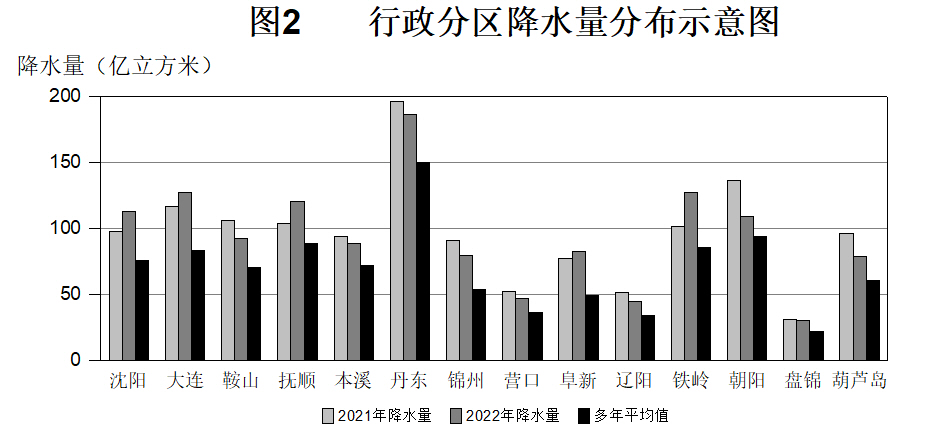 图2 行政分区降水量分布示意图
降水量（亿立方米）
200
150
100
50
0
沈阳 大连 鞍山 抚顺 本溪 丹东 锦州 营口 阜新 辽阳 铁岭 朝阳 盘锦 葫芦岛
2021年降水量 2022年降水量 多年平均值